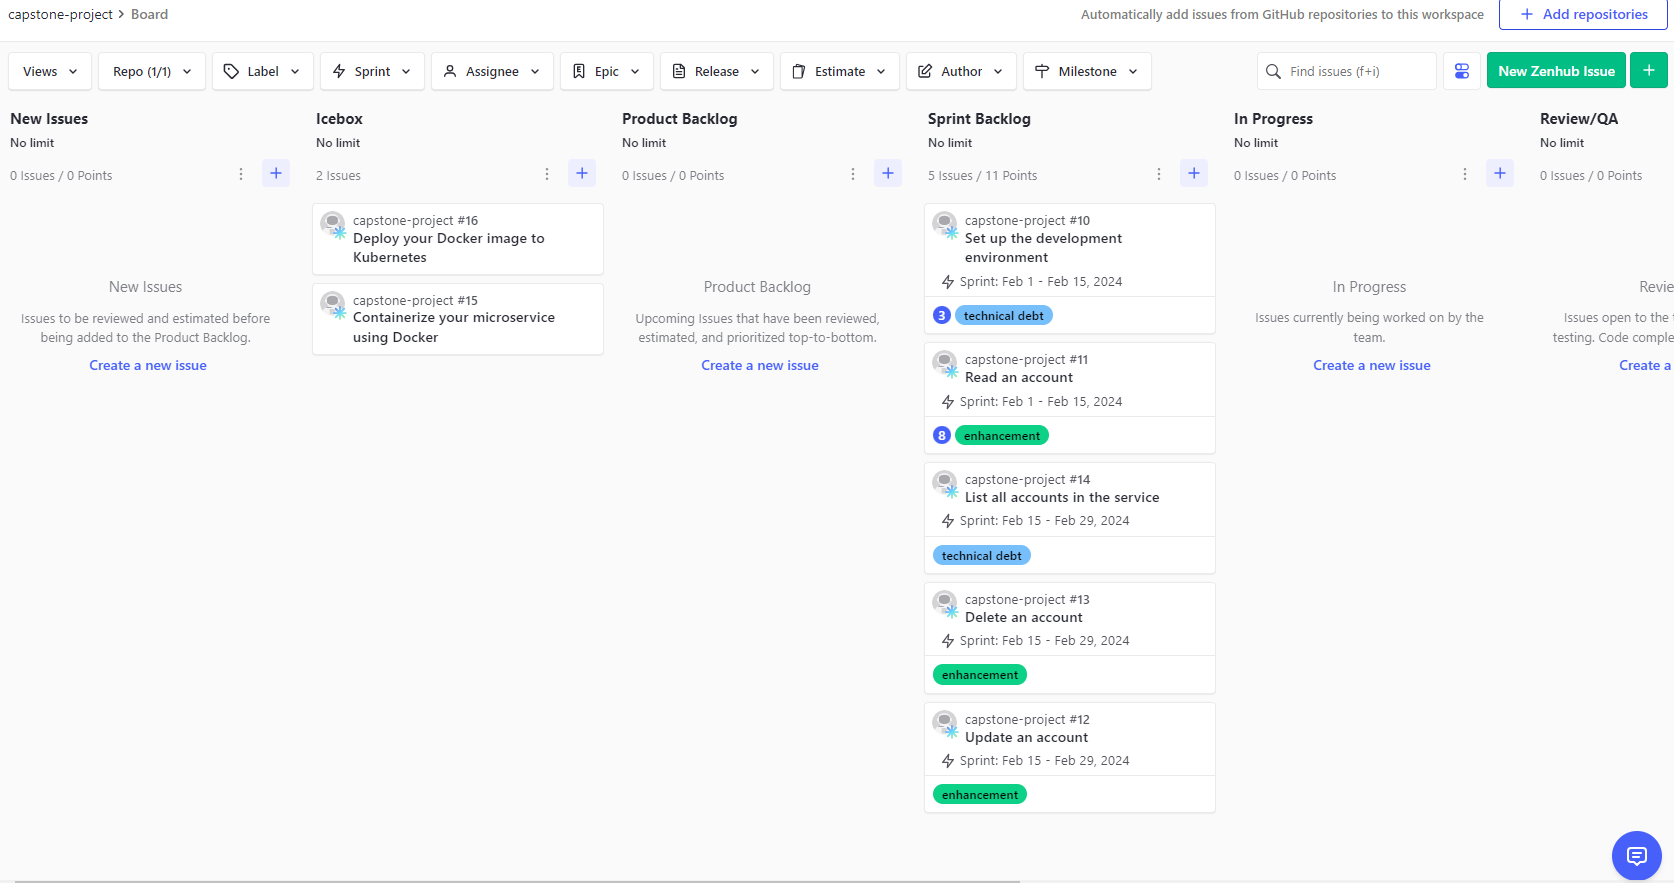 capstone-project > Board
Automatically add issues from GitHub repositories to this workspace
+ Add repositories
Views
Repo (1/1)
Label
Sprint
Assignee
Epic
Release
Estimate
Author
Milestone
Find issues (f+i)
New Zenhub Issue
+
New Issues
No limit
0 Issues / 0 Points
+
New Issues
Issues to be reviewed and estimated before
being added to the Product Backlog.
Create a new issue
Icebox
No limit
2 Issues
+
capstone-project #16
Deploy your Docker image to
Kubernetes
capstone-project #15
Containerize your microservice
using Docker
Product Backlog
No limit
0 Issues / 0 Points
+
Product Backlog
Upcoming Issues that have been reviewed,
estimated, and prioritized top-to-bottom.
Create a new issue
Sprint Backlog
No limit
5 Issues / 11 Points
+
capstone-project #10
Set up the development
environment
Sprint: Feb 1 - Feb 15, 2024
3 technical debt
capstone-project #11
Read an account
Sprint: Feb 1 - Feb 15, 2024
8 enhancement
capstone-project #14
List all accounts in the service
Sprint: Feb 15 - Feb 29, 2024
technical debt
capstone-project #13
Delete an account
Sprint: Feb 15 - Feb 29, 2024
enhancement
capstone-project #12
Update an account
Sprint: Feb 15 - Feb 29, 2024
enhancement
In Progress
No limit
0 Issues / 0 Points
+
In Progress
Issues currently being worked on by the
team.
Create a new issue
Review/QA
No limit
0 Issues / 0 Points
Revie
Issues open to the
testing. Code comple
Create a